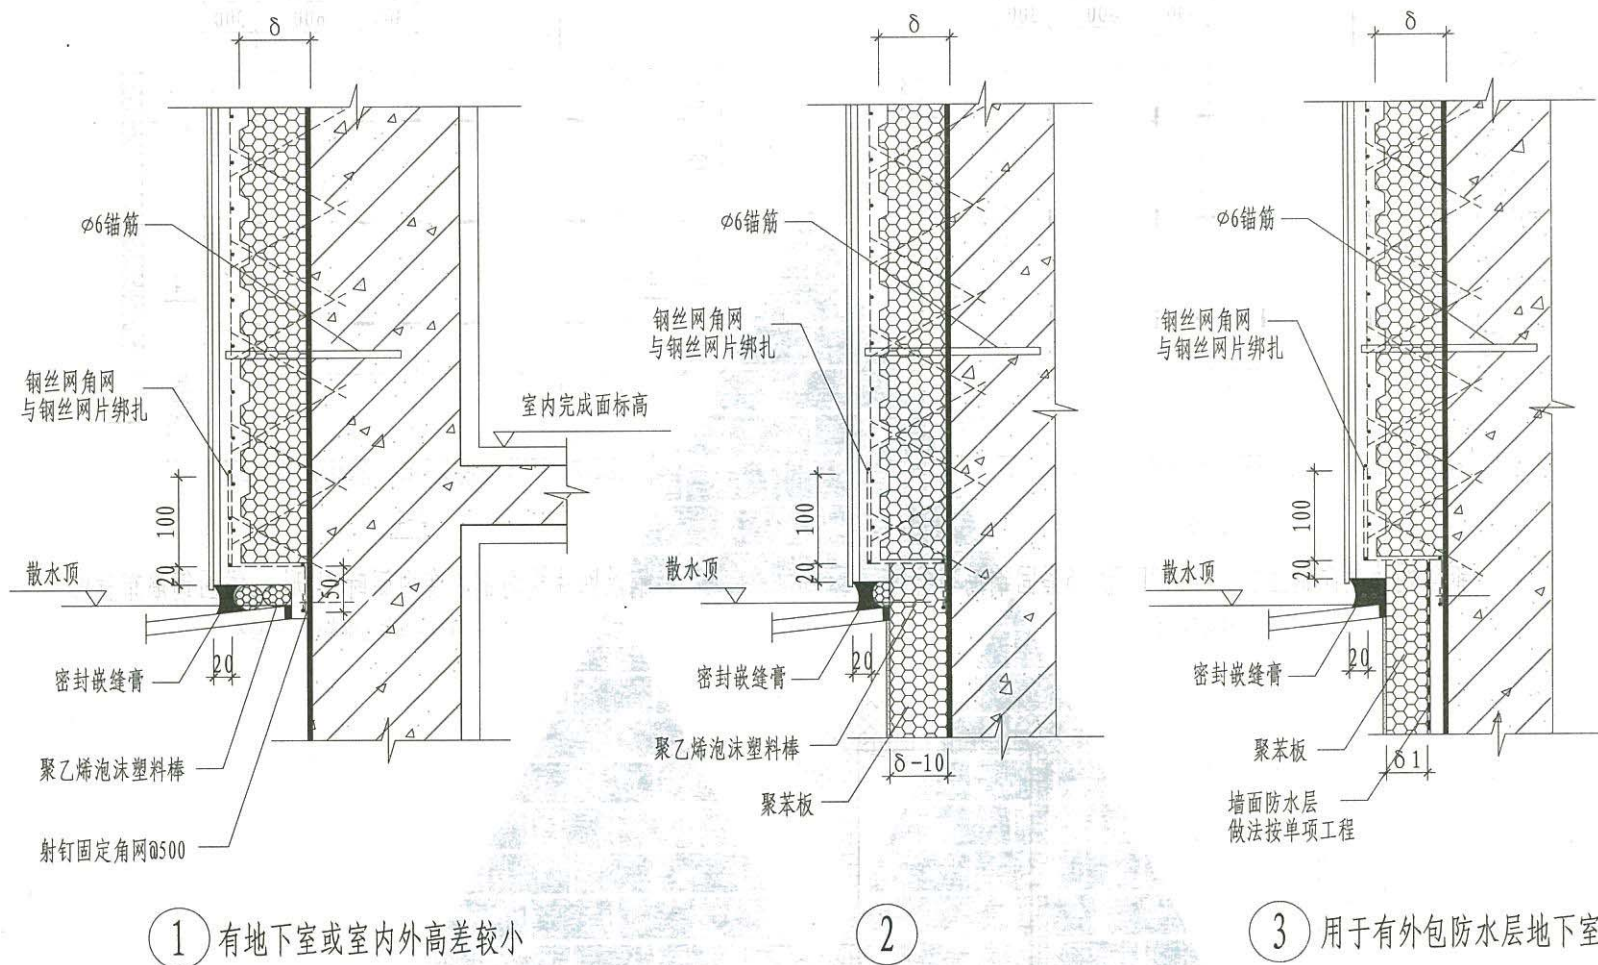 δ
ø6锚筋
钢丝网角网
与钢丝网片绑扎
室内完成面标高
100
20
50
散水顶
20
密封嵌缝膏
聚乙烯泡沫塑料棒
射钉固定角网@500
1 有地下室或室内外高差较小
δ
ø6锚筋
钢丝网角网
与钢丝网片绑扎
100
20
散水顶
20
密封嵌缝膏
聚乙烯泡沫塑料棒
δ-10
聚苯板
2
δ
ø6锚筋
钢丝网角网
与钢丝网片绑扎
100
20
散水顶
20
密封嵌缝膏
聚苯板
δ1
墙面防水层
做法按单项工程
3 用于有外包防水层地下室